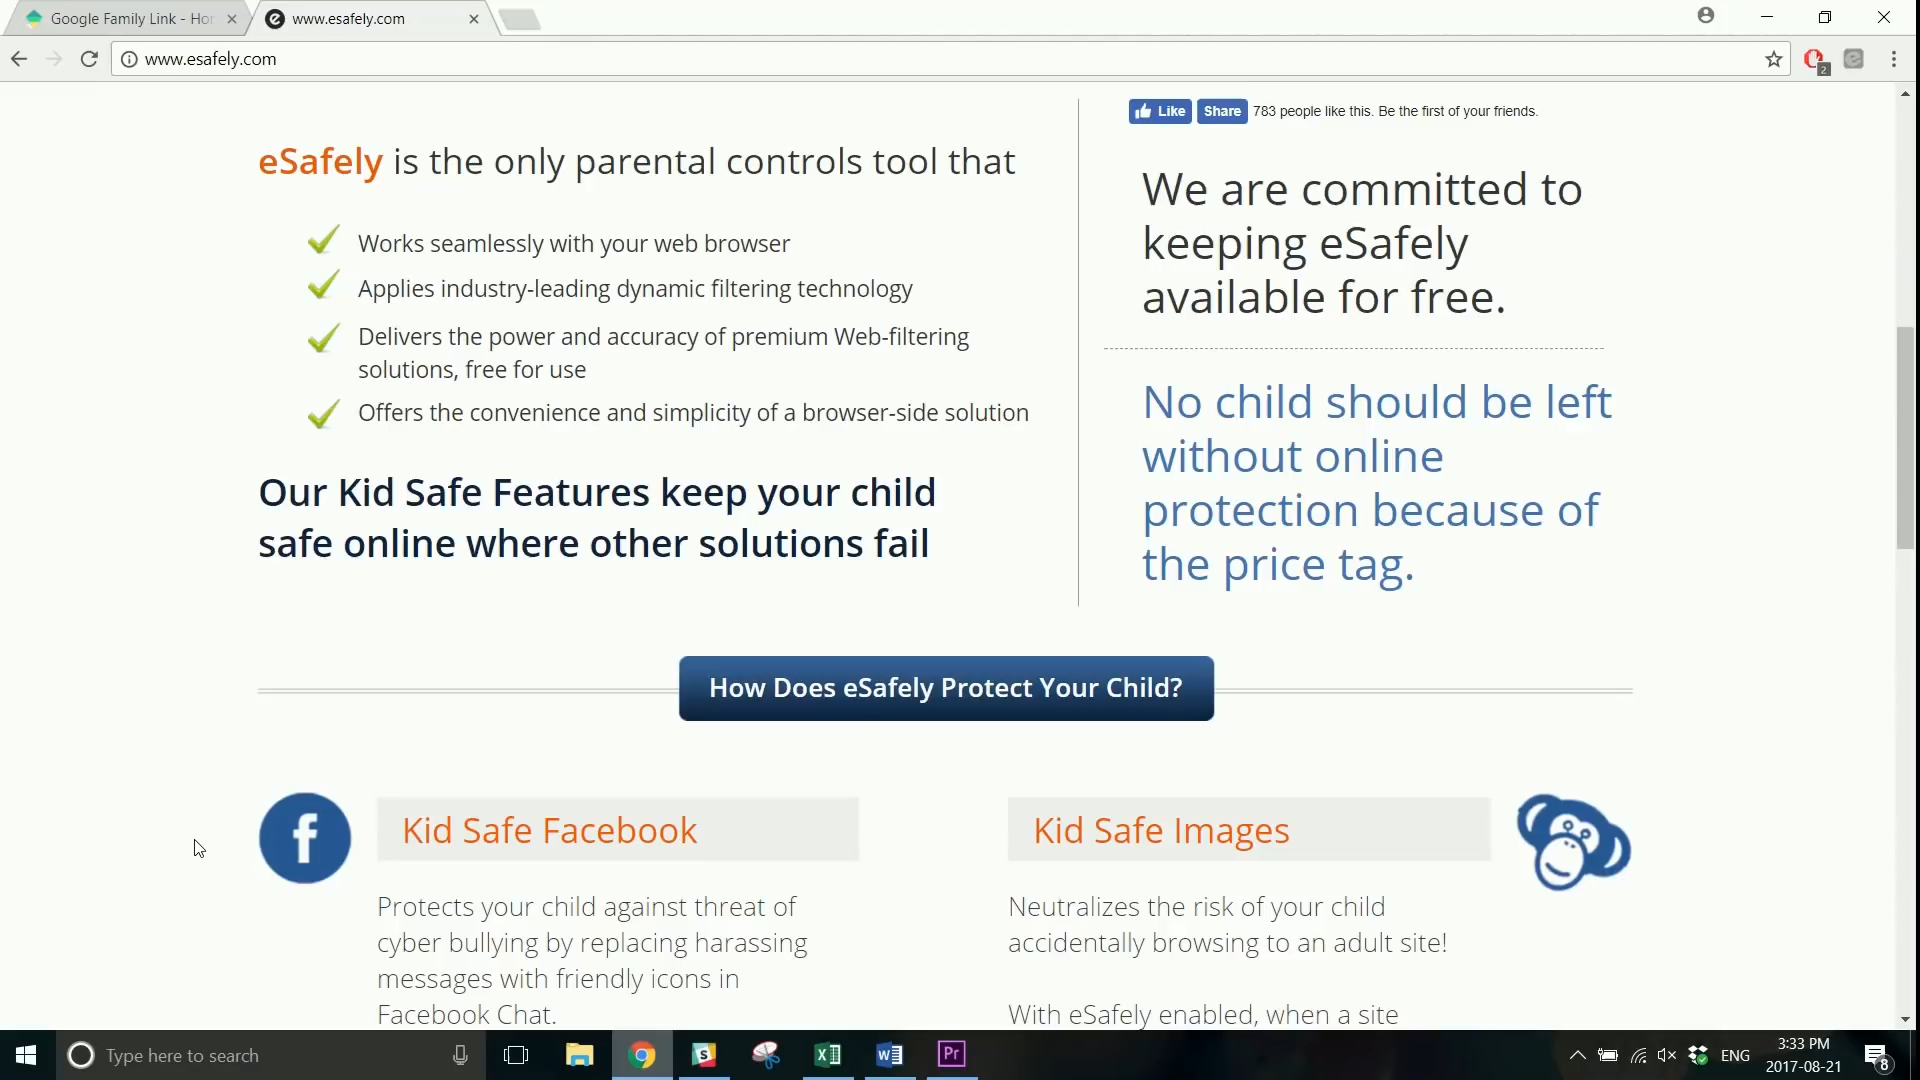 Google Family Link - Hor
www.esafely.com
www.esafely.com
2
Like
Share
783 people like this. Be the first of your friends.
eSafely is the only parental controls tool that
Works seamlessly with your web browser
Applies industry-leading dynamic filtering technology
Delivers the power and accuracy of premium Web-filtering
solutions, free for use
Offers the convenience and simplicity of a browser-side solution
Our Kid Safe Features keep your child
safe online where other solutions fail
We are committed to
keeping eSafely
available for free.
No child should be left
without online
protection because of
the price tag.
How Does eSafely Protect Your Child?
f
Kid Safe Facebook
Protects your child against threat of
cyber bullying by replacing harassing
messages with friendly icons in
Facebook Chat.
Kid Safe Images
Neutralizes the risk of your child
accidentally browsing to an adult site!
With eSafely enabled, when a site
Type here to search
Pr
ENG
3:33 PM
2017-08-21
8